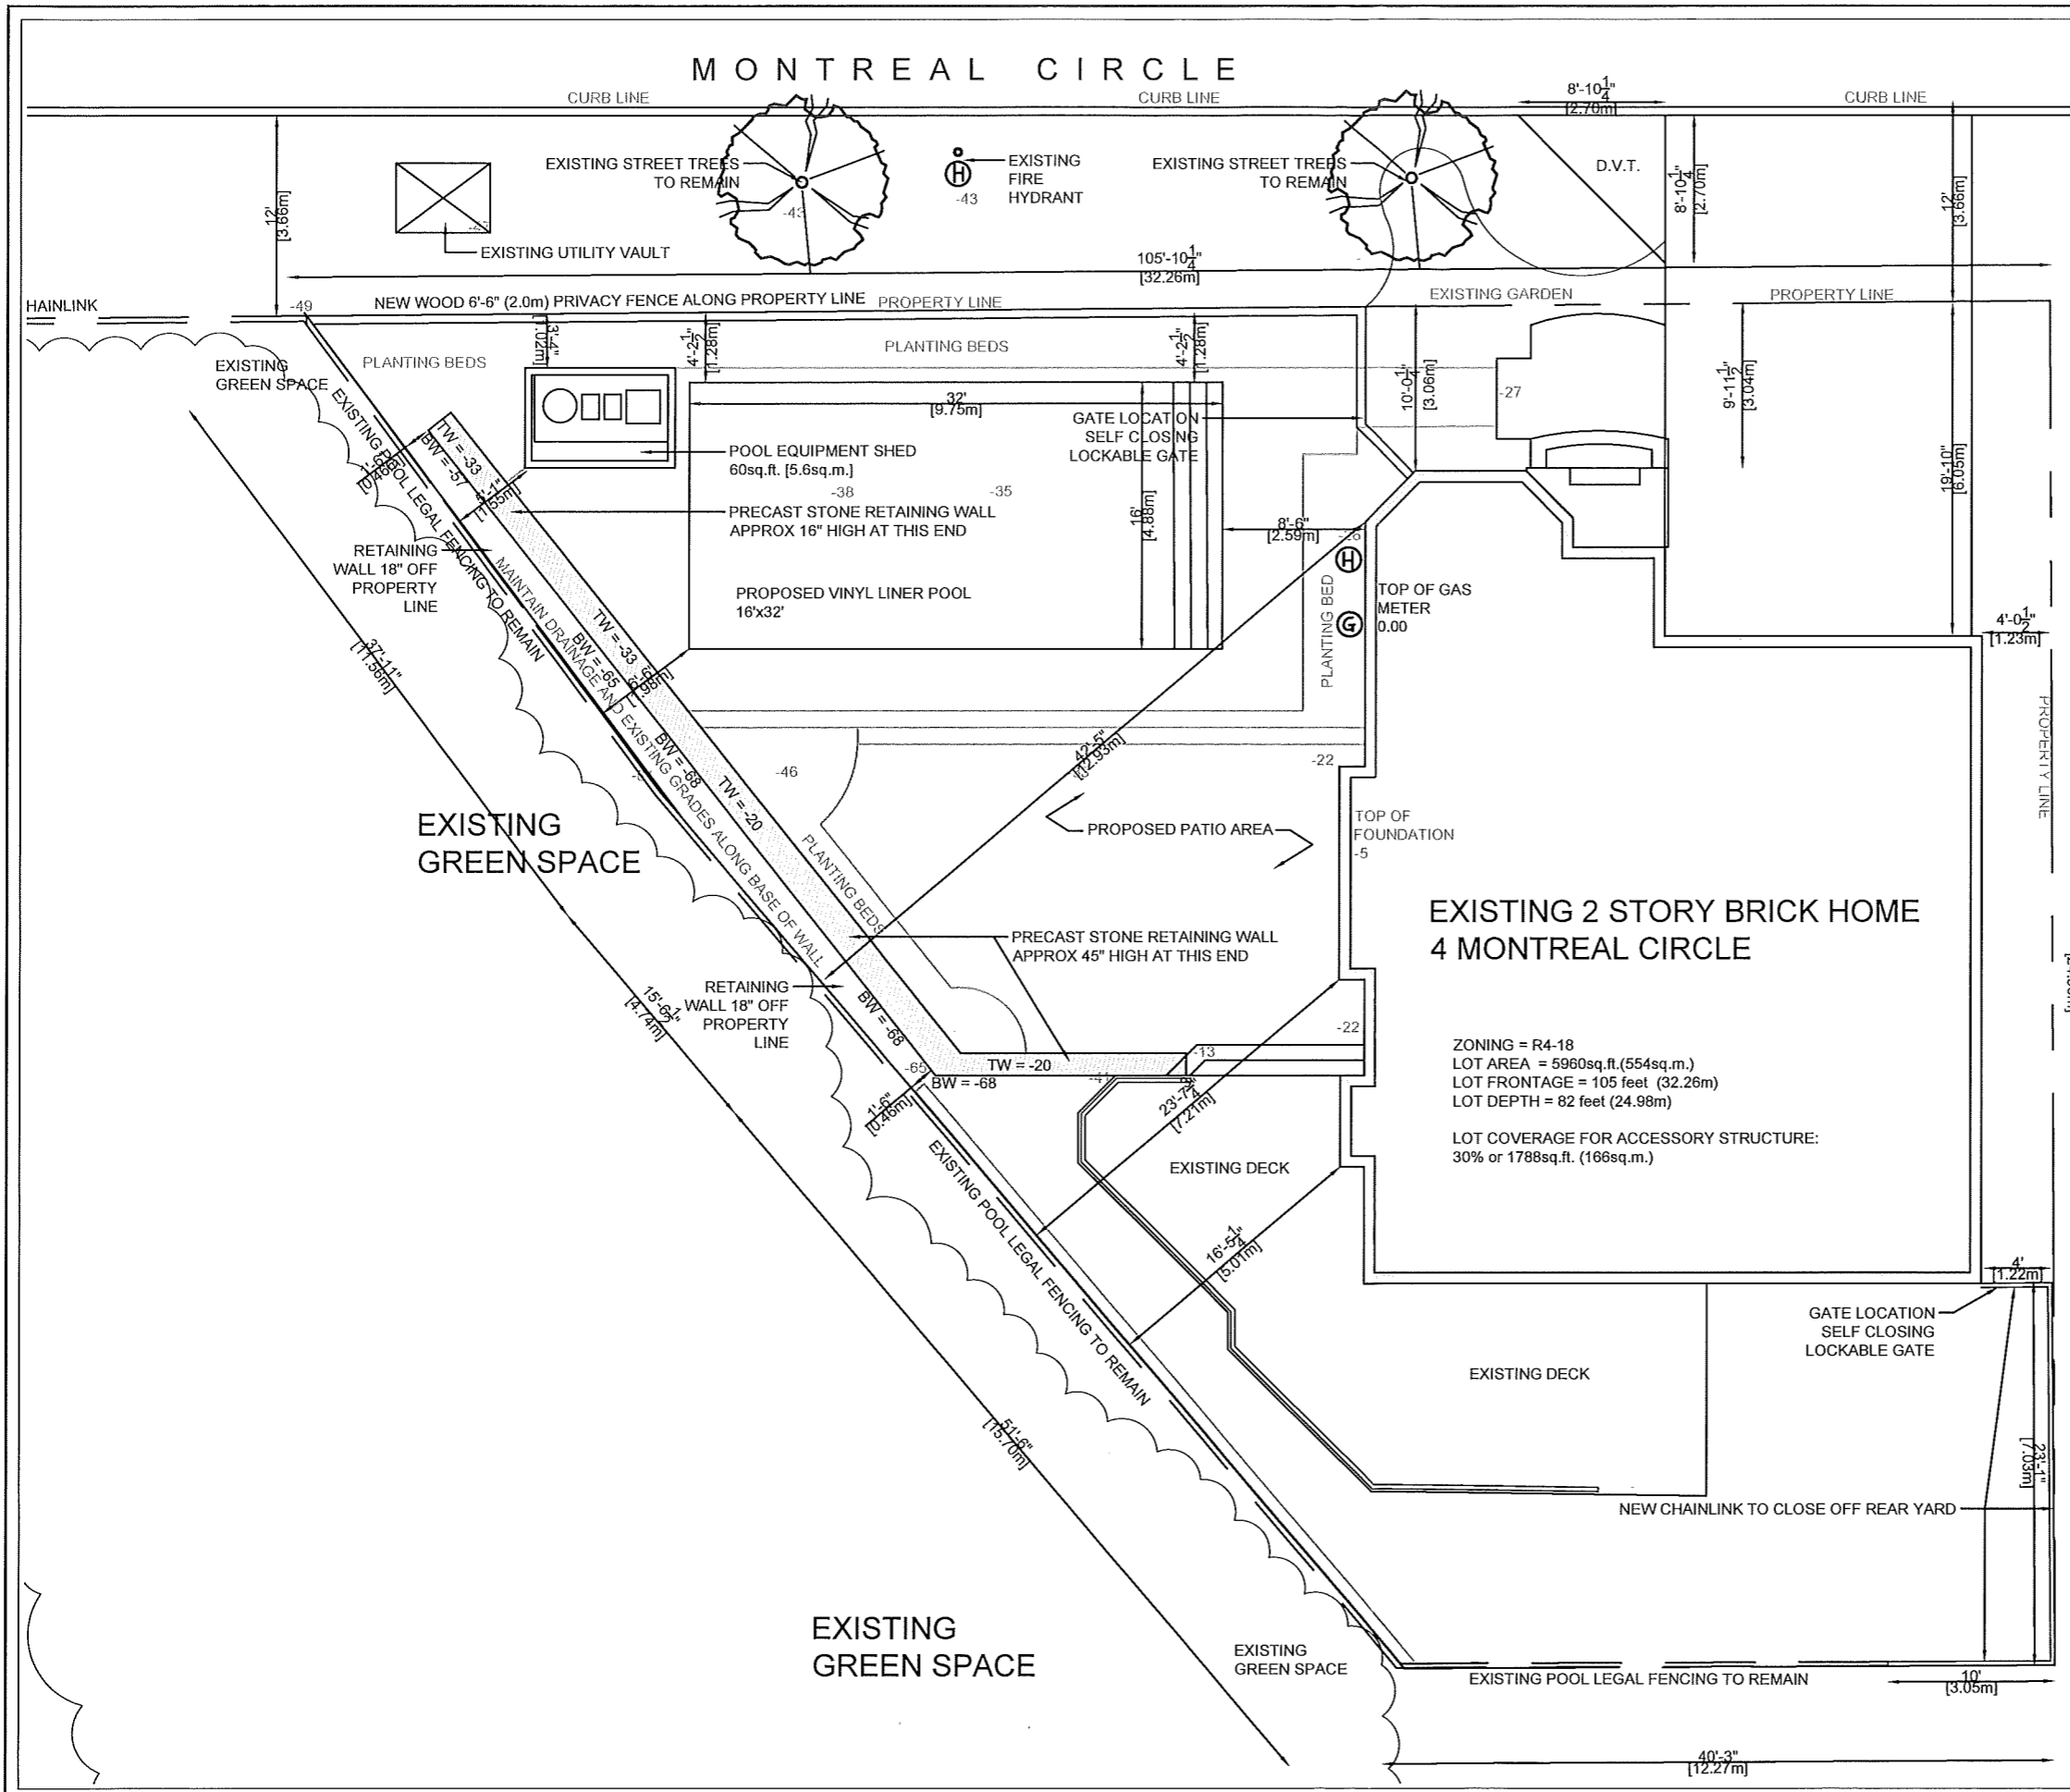 MONTREAL CIRCLE
CURB LINE
CURB LINE
8'-10 1/4"
[2.70m]
CURB LINE
EXISTING STREET TREES
TO REMAIN
-43
EXISTING
FIRE
HYDRANT
H
-43
EXISTING STREET TREES
TO REMAIN
D.V.T.
8'-10 1/4"
[2.70m]
12'
[3.66m]
12'
[3.66m]
EXISTING UTILITY VAULT
105'-10 1/4"
[32.26m]
HAINLINK
-49
NEW WOOD 6'-6" (2.0m) PRIVACY FENCE ALONG PROPERTY LINE
PROPERTY LINE
EXISTING GARDEN
PROPERTY LINE
EXISTING
GREEN SPACE
PLANTING BEDS
3'-4"
[1.02m]
4'-2 1/2"
[1.28m]
PLANTING BEDS
4'-2 1/2"
[1.28m]
10'-0 1/4"
[3.06m]
-27
9'-11 1/2"
[3.04m]
19'-10"
[6.05m]
32'
[9.75m]
GATE LOCATION
SELF CLOSING
LOCKABLE GATE
EXISTING POOL LEGAL FENCING TO REMAIN
TW = -33
BW = -57
POOL EQUIPMENT SHED
60sq.ft. [5.6sq.m.]
-38
-35
PRECAST STONE RETAINING WALL
APPROX 16" HIGH AT THIS END
16'
[4.88m]
8'-6"
[2.59m]
H
RETAINING
WALL 18" OFF
PROPERTY
LINE
MAINTAIN DRAINAGE AND EXISTING GRADES ALONG BASE OF WALL
PROPOSED VINYL LINER POOL
16'x32'
PLANTING BED
G
TOP OF GAS
METER
0.00
4'-0 1/2"
[1.23m]
TW = -33
BW = -65
37'-11"
[11.56m]
PROPERTY LINE
BW = -68
TW = -20
-46
42'-5"
[12.93m]
-22
EXISTING
GREEN SPACE
PLANTING BEDS
PROPOSED PATIO AREA
TOP OF
FOUNDATION
-5
EXISTING 2 STORY BRICK HOME
4 MONTREAL CIRCLE
PRECAST STONE RETAINING WALL
APPROX 45" HIGH AT THIS END
RETAINING
WALL 18" OFF
PROPERTY
LINE
15'-6 1/2"
[4.74m]
BW = -68
-22
-13
ZONING = R4-18
LOT AREA = 5960sq.ft.(554sq.m.)
LOT FRONTAGE = 105 feet (32.26m)
LOT DEPTH = 82 feet (24.98m)
-65
TW = -20
BW = -68
1'-6"
[0.46m]
23'-7 3/4"
[7.21m]
LOT COVERAGE FOR ACCESSORY STRUCTURE:
30% or 1788sq.ft. (166sq.m.)
EXISTING DECK
EXISTING POOL LEGAL FENCING TO REMAIN
16'-5 1/4"
[5.01m]
4'
[1.22m]
GATE LOCATION
SELF CLOSING
LOCKABLE GATE
EXISTING DECK
51'-6"
[15.70m]
23'-1"
[7.03m]
NEW CHAINLINK TO CLOSE OFF REAR YARD
EXISTING
GREEN SPACE
EXISTING
GREEN SPACE
EXISTING POOL LEGAL FENCING TO REMAIN
10'
[3.05m]
40'-3"
[12.27m]